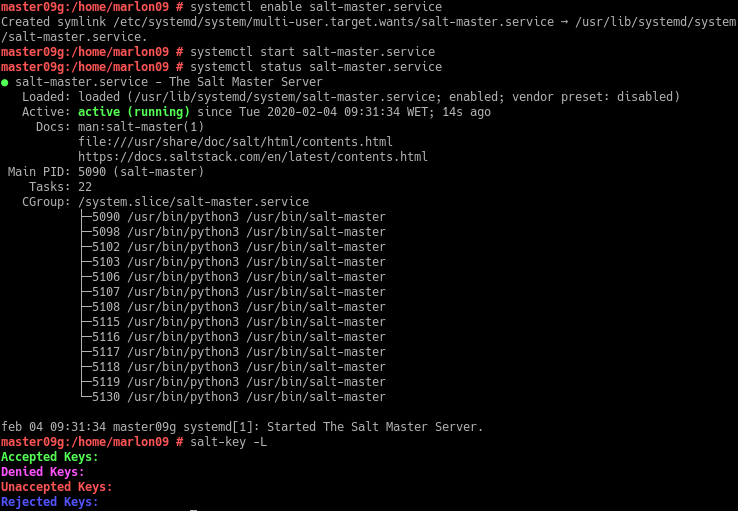 master09g:/home/marlon09 # systemctl enable salt-master.service
Created symlink /etc/systemd/system/multi-user.target.wants/salt-master.service → /usr/lib/systemd/system
/salt-master.service.
master09g:/home/marlon09 # systemctl start salt-master.service
master09g:/home/marlon09 # systemctl status salt-master.service
● salt-master.service - The Salt Master Server
   Loaded: loaded (/usr/lib/systemd/system/salt-master.service; enabled; vendor preset: disabled)
   Active: active (running) since Tue 2020-02-04 09:31:34 WET; 14s ago
     Docs: man:salt-master(1)
           file:///usr/share/doc/salt/html/contents.html
           https://docs.saltstack.com/en/latest/contents.html
 Main PID: 5090 (salt-master)
    Tasks: 22
   CGroup: /system.slice/salt-master.service
           ├─5090 /usr/bin/python3 /usr/bin/salt-master
           ├─5098 /usr/bin/python3 /usr/bin/salt-master
           ├─5102 /usr/bin/python3 /usr/bin/salt-master
           ├─5103 /usr/bin/python3 /usr/bin/salt-master
           ├─5106 /usr/bin/python3 /usr/bin/salt-master
           ├─5107 /usr/bin/python3 /usr/bin/salt-master
           ├─5108 /usr/bin/python3 /usr/bin/salt-master
           ├─5115 /usr/bin/python3 /usr/bin/salt-master
           ├─5116 /usr/bin/python3 /usr/bin/salt-master
           ├─5117 /usr/bin/python3 /usr/bin/salt-master
           ├─5118 /usr/bin/python3 /usr/bin/salt-master
           ├─5119 /usr/bin/python3 /usr/bin/salt-master
           └─5130 /usr/bin/python3 /usr/bin/salt-master

feb 04 09:31:34 master09g systemd[1]: Started The Salt Master Server.
master09g:/home/marlon09 # salt-key -L
Accepted Keys:
Denied Keys:
Unaccepted Keys:
Rejected Keys: